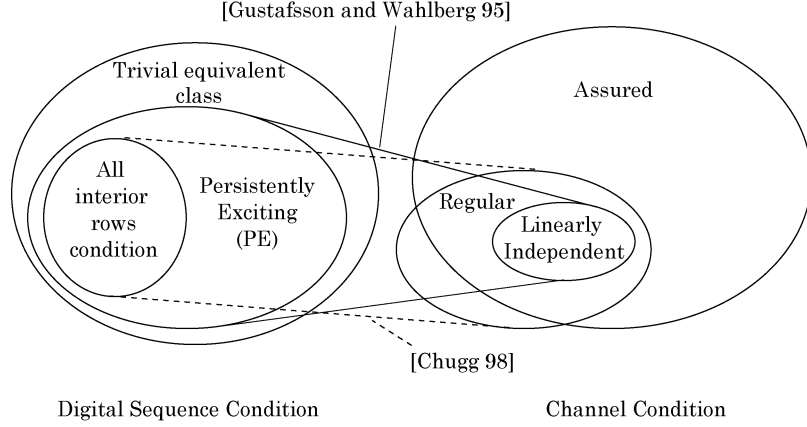 [Gustafsson and Wahlberg 95]
Trivial equivalent
class
Assured
All
interior
rows
condition
Persistently
Exciting
(PE)
Regular
Linearly
Independent
[Chugg 98]
Digital Sequence Condition
Channel Condition